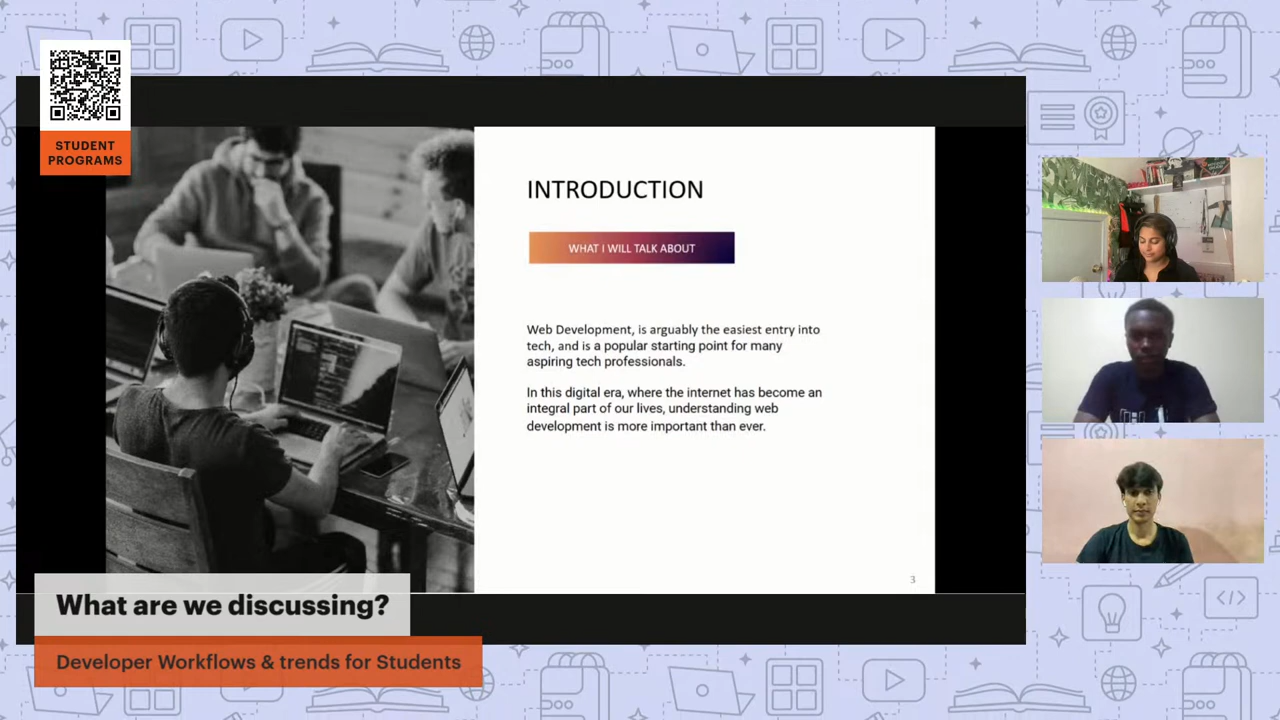 STUDENT
PROGRAMS
INTRODUCTION
WHAT I WILL TALK ABOUT
Web Development, is arguably the easiest entry into
tech, and is a popular starting point for many
aspiring tech professionals.
In this digital era, where the internet has become an
integral part of our lives, understanding web
development is more important than ever.
3
What are we discussing?
Developer Workflows & trends for Students